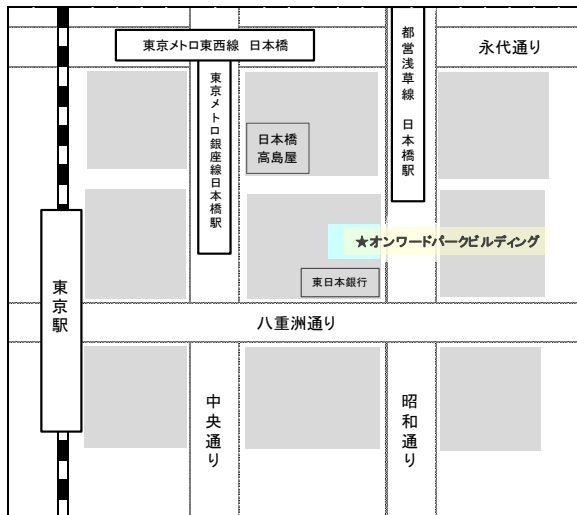 東京メトロ東西線 日本橋
都営浅草線 日本橋駅
永代通り
東京メトロ銀座線日本橋駅
日本橋
高島屋
★オンワードパークビルディング
東日本銀行
東京駅
八重洲通り
中央通り
昭和通り